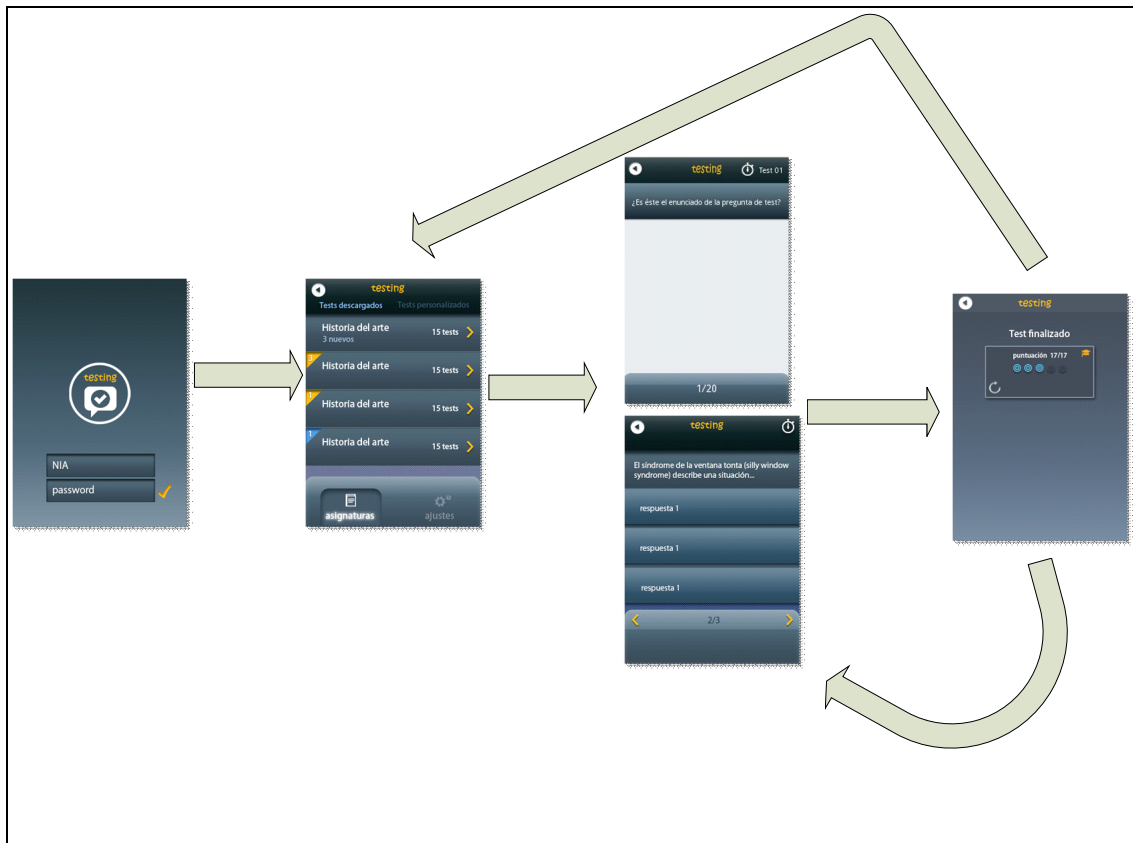 testing
NIA
password
testing
Tests descargados Tests personalizados
Historia del arte
3 nuevos
15 tests
3
Historia del arte
15 tests
1
Historia del arte
15 tests
1
Historia del arte
15 tests
asignaturas
ajustes
testing
Test 01
¿Es éste el enunciado de la pregunta de test?
1/20
testing
El síndrome de la ventana tonta (silly window
syndrome) describe una situación...
respuesta 1
respuesta 1
respuesta 1
2/3
testing
Test finalizado
puntuación 17/17